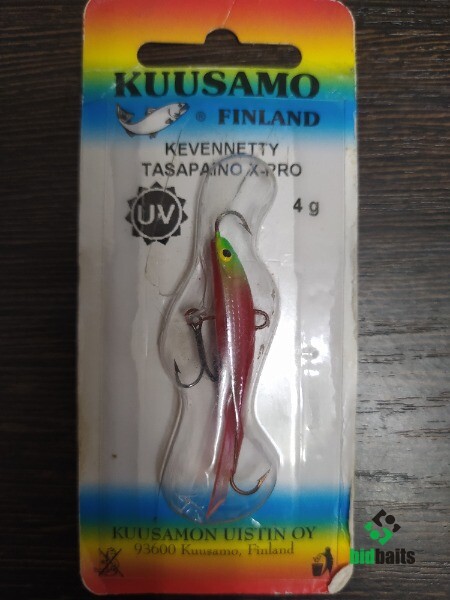 KUUSAMO
® FINLAND
KEVENNETTY
TASAPAINO X-PRO
4 g
UV
KUUSAMON UISTIN OY
93600 Kuusamo, Finland
bidbaits